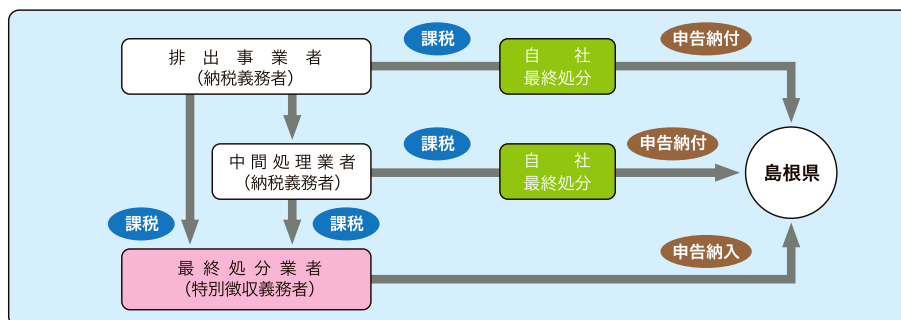 課税
申告納付
排出事業者
(納税義務者)
自社
最終処分
課税
申告納付
中間処理業者
(納税義務者)
自社
最終処分
島根県
課税
課税
最終処分業者
(特別徴収義務者)
申告納入